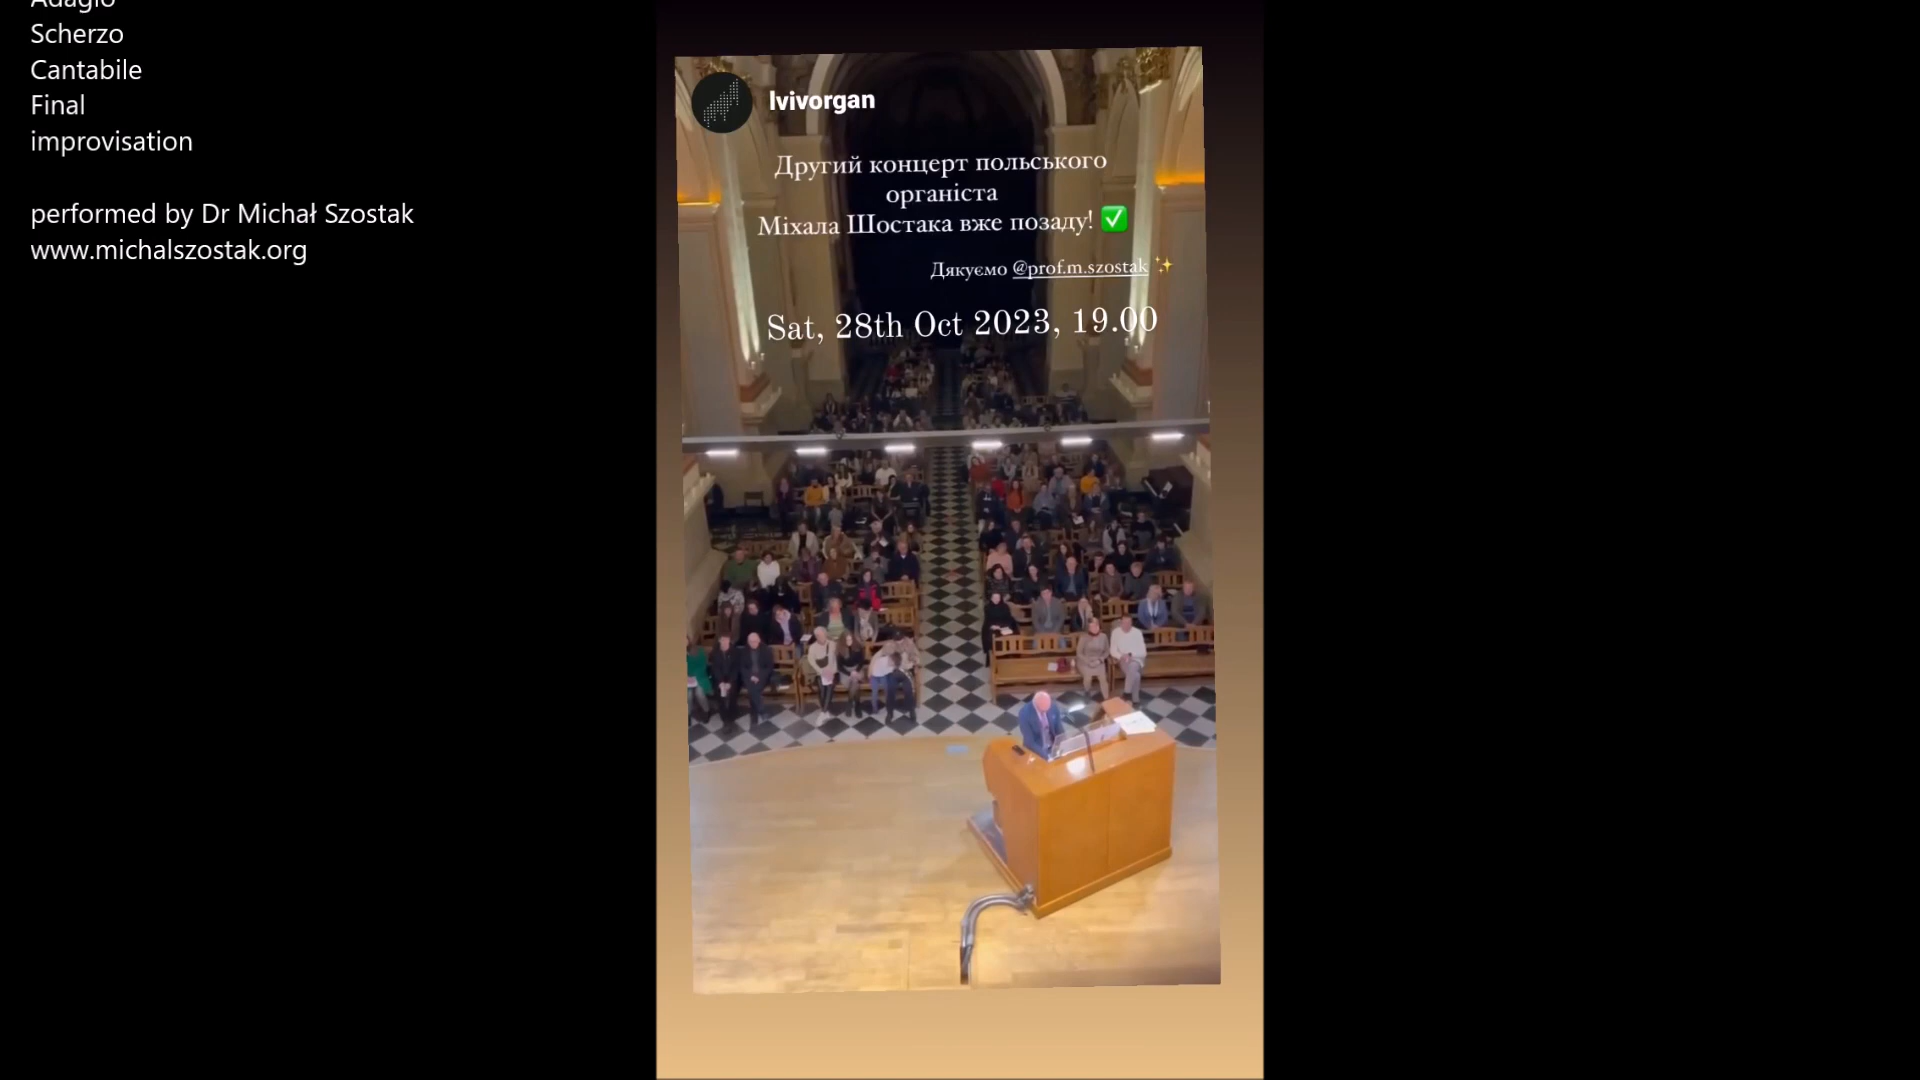 Adagio
Scherzo
Cantabile
Final
improvisation
performed by Dr Michał Szostak
www.michalszostak.org
lvivorgan
Другий концерт польського
органіста
Міхала Шостака вже позаду! ✅
Дякуємо @prof.m.szostak ✨
Sat, 28th Oct 2023, 19.00